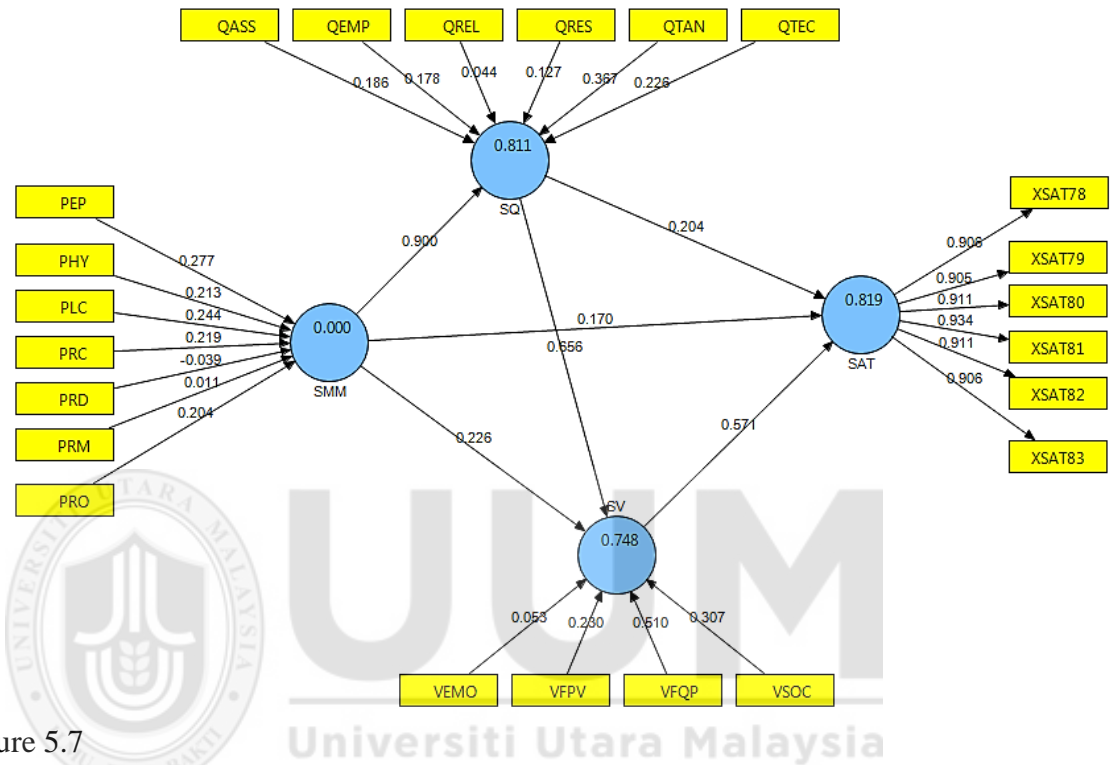 QASS QEMP QREL QRES QTAN QTEC
0.186 0.178 0.044 0.127 0.367 0.226
0.811
SQ
PEP
PHY
PLC
PRC
PRD
PRM
PRO
0.277
0.213
0.244
0.219
-0.039
0.011
0.204
0.000
SMM
0.900
0.204
0.170
0.656
0.226
0.571
0.819
SAT
0.906
0.905
0.911
0.934
0.911
0.906
XSAT78
XSAT79
XSAT80
XSAT81
XSAT82
XSAT83
SV
0.748
0.053 0.230 0.510 0.307
VEMO VFPV VFQP VSOC
UUM
Universiti Utara Malaysia
UNIVERSITI UTARA MALAYSIA
ure 5.7